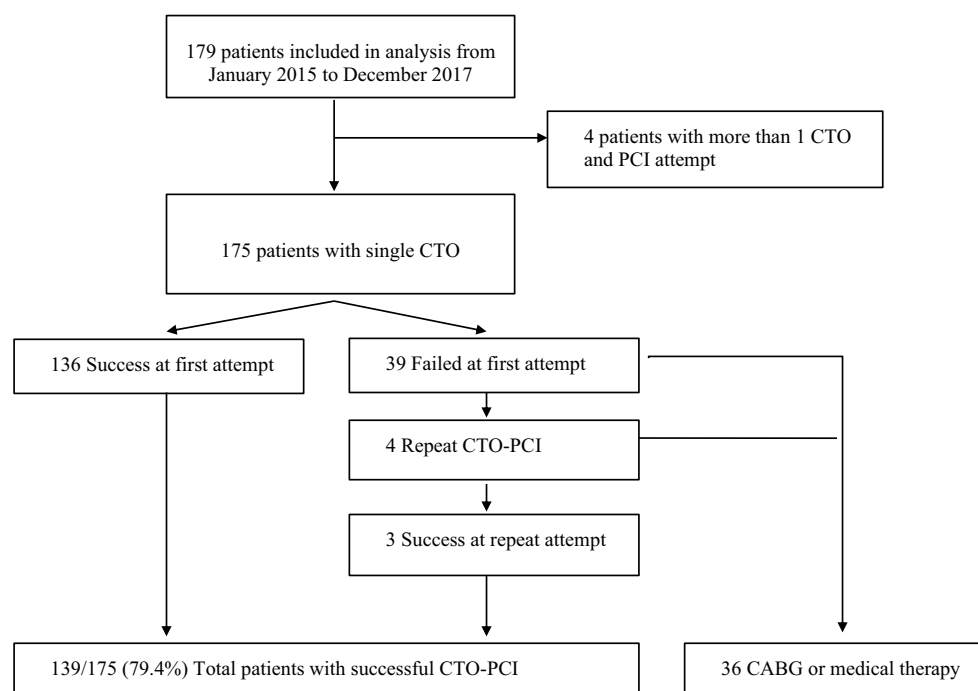 179 patients included in analysis from
January 2015 to December 2017
4 patients with more than 1 CTO
and PCI attempt
175 patients with single CTO
136 Success at first attempt
39 Failed at first attempt
4 Repeat CTO-PCI
3 Success at repeat attempt
139/175 (79.4%) Total patients with successful CTO-PCI
36 CABG or medical therapy